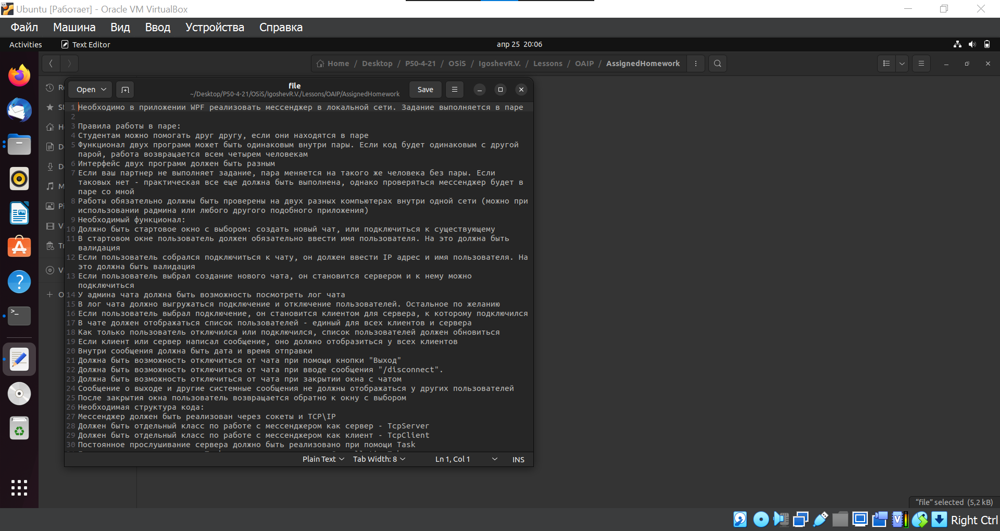 Ubuntu [Работает] - Oracle VM VirtualBox
Файл Машина Вид Ввод Устройства Справка
Activities Text Editor апр 25 20:06
Home / Desktop / P50-4-21 / OSiS / IgoshevR.V. / Lessons / OAIP / AssignedHomework
Open file Save
~/Desktop/P50-4-21/OSiS/IgoshevR.V./Lessons/OAIP/AssignedHomework
1 Необходимо в приложении WPF реализовать мессенджер в локальной сети. Задание выполняется в паре
2
3 Правила работы в паре:
4 Студентам можно помогать друг другу, если они находятся в паре
5 Функционал двух программ может быть одинаковым внутри пары. Если код будет одинаковым с другой
парой, работа возвращается всем четырем человекам
6 Интерфейс двух программ должен быть разным
7 Если ваш партнер не выполняет задание, пара меняется на такого же человека без пары. Если
таковых нет - практическая все еще должна быть выполнена, однако проверяться мессенджер будет в
паре со мной
8 Работы обязательно должны быть проверены на двух разных компьютерах внутри одной сети (можно при
использовании радмина или любого другого подобного приложения)
9 Необходимый функционал:
10 Должно быть стартовое окно с выбором: создать новый чат, или подключиться к существующему
11 В стартовом окне пользователь должен обязательно ввести имя пользователя. На это должна быть
валидация
12 Если пользователь собрался подключиться к чату, он должен ввести IP адрес и имя пользователя. На
это должна быть валидация
13 Если пользователь выбрал создание нового чата, он становится сервером и к нему можно
подключиться
14 У админа чата должна быть возможность посмотреть лог чата
15 В лог чата должно выгружаться подключение и отключение пользователей. Остальное по желанию
16 Если пользователь выбрал подключение, он становится клиентом для сервера, к которому подключился
17 В чате должен отображаться список пользователей - единый для всех клиентов и сервера
18 Как только пользователь отключился или подключился, список пользователей должен обновиться
19 Если клиент или сервер написал сообщение, оно должно отобразиться у всех клиентов
20 Внутри сообщения должна быть дата и время отправки
21 Должна быть возможность отключиться от чата при помощи кнопки "Выход"
22 Должна быть возможность отключиться от чата при вводе сообщения "/disconnect".
23 Должна быть возможность отключиться от чата при закрытии окна с чатом
24 Сообщение о выходе и другие системные сообщения не должны отображаться у других пользователей
25 После закрытия окна пользователь возвращается обратно к окну с выбором
26 Необходимая структура кода:
27 Мессенджер должен быть реализован через сокеты и TCP\IP
28 Должен быть отдельный класс по работе с мессенджером как сервер - TcpServer
29 Должен быть отдельный класс по работе с мессенджером как клиент - TcpClient
30 Постоянное прослушивание сервера должно быть реализовано при помощи Task
Plain Text Tab Width: 8 Ln 1, Col 1 INS
"file" selected (5,2 kB)
Right Ctrl